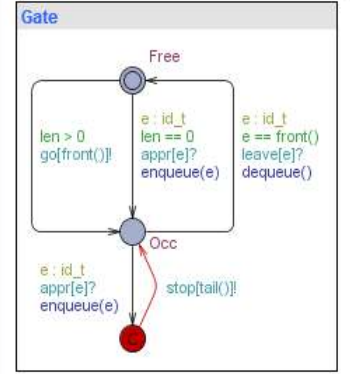 Gate
Free
len > 0
go[front()]!
e : id_t
len == 0
appr[e]?
enqueue(e)
e : id_t
e == front()
leave[e]?
dequeue()
Occ
e : id_t
appr[e]?
enqueue(e)
stop[tail()]!
C